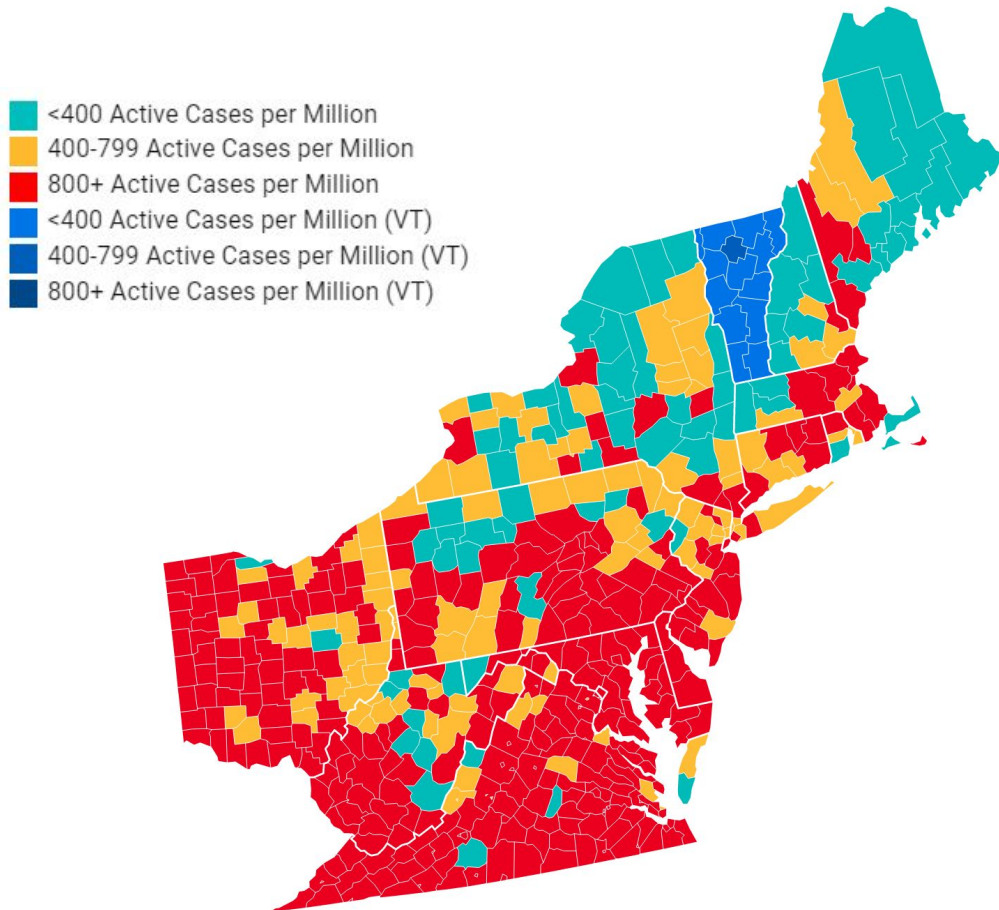 <400 Active Cases per Million
400-799 Active Cases per Million
800+ Active Cases per Million
<400 Active Cases per Million (VT)
400-799 Active Cases per Million (VT)
800+ Active Cases per Million (VT)